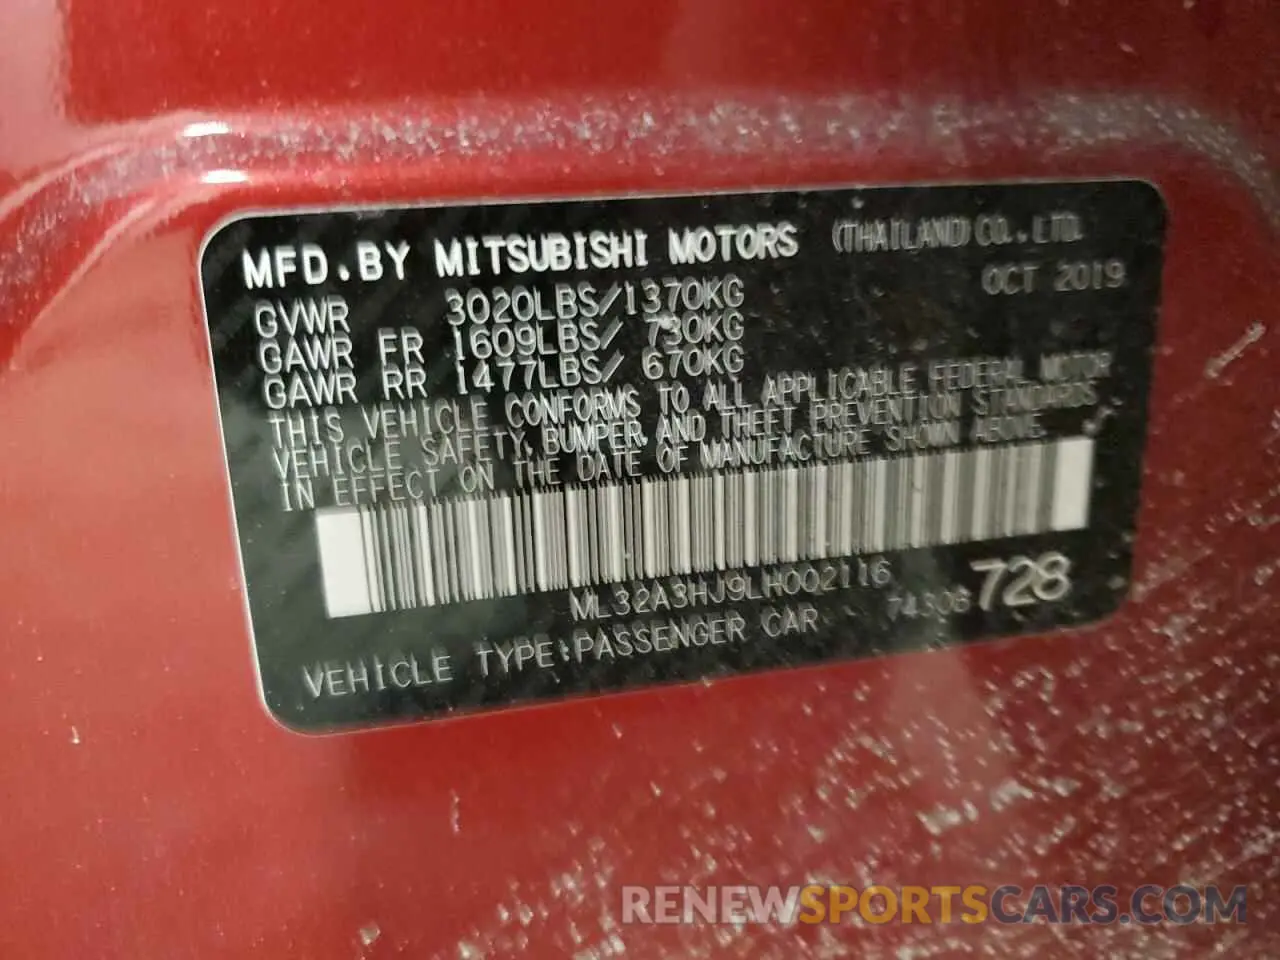 MFD.BY MITSUBISHI MOTORS (THAILAND) CO.,LTD.
OCT 2019
GVWR 3020LBS/1370KG
GAWR FR 1609LBS/ 730KG
GAWR RR 1477LBS/ 670KG
THIS VEHICLE CONFORMS TO ALL APPLICABLE FEDERAL MOTOR
VEHICLE SAFETY, BUMPER, AND THEFT PREVENTION STANDARDS
IN EFFECT ON THE DATE OF MANUFACTURE SHOWN ABOVE
ML32A3HJ9LH002116
74308 728
VEHICLE TYPE:PASSENGER CAR
RENEWSPORTSCARS.COM